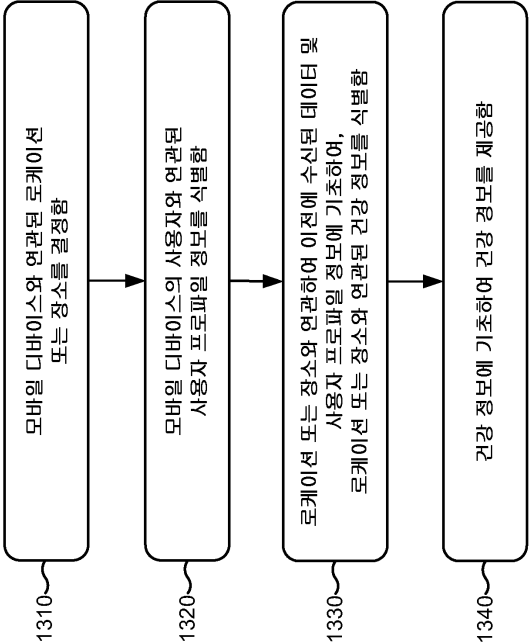 1310
모바일 디바이스와 연관된 로케이션
또는 장소를 결정함
1320
모바일 디바이스의 사용자와 연관된
사용자 프로파일 정보를 식별함
1330
로케이션 또는 장소와 연관하여 이전에 수신된 데이터 및
사용자 프로파일 정보에 기초하여,
로케이션 또는 장소와 연관된 건강 정보를 식별함
1340
건강 정보에 기초하여 건강 경보를 제공함